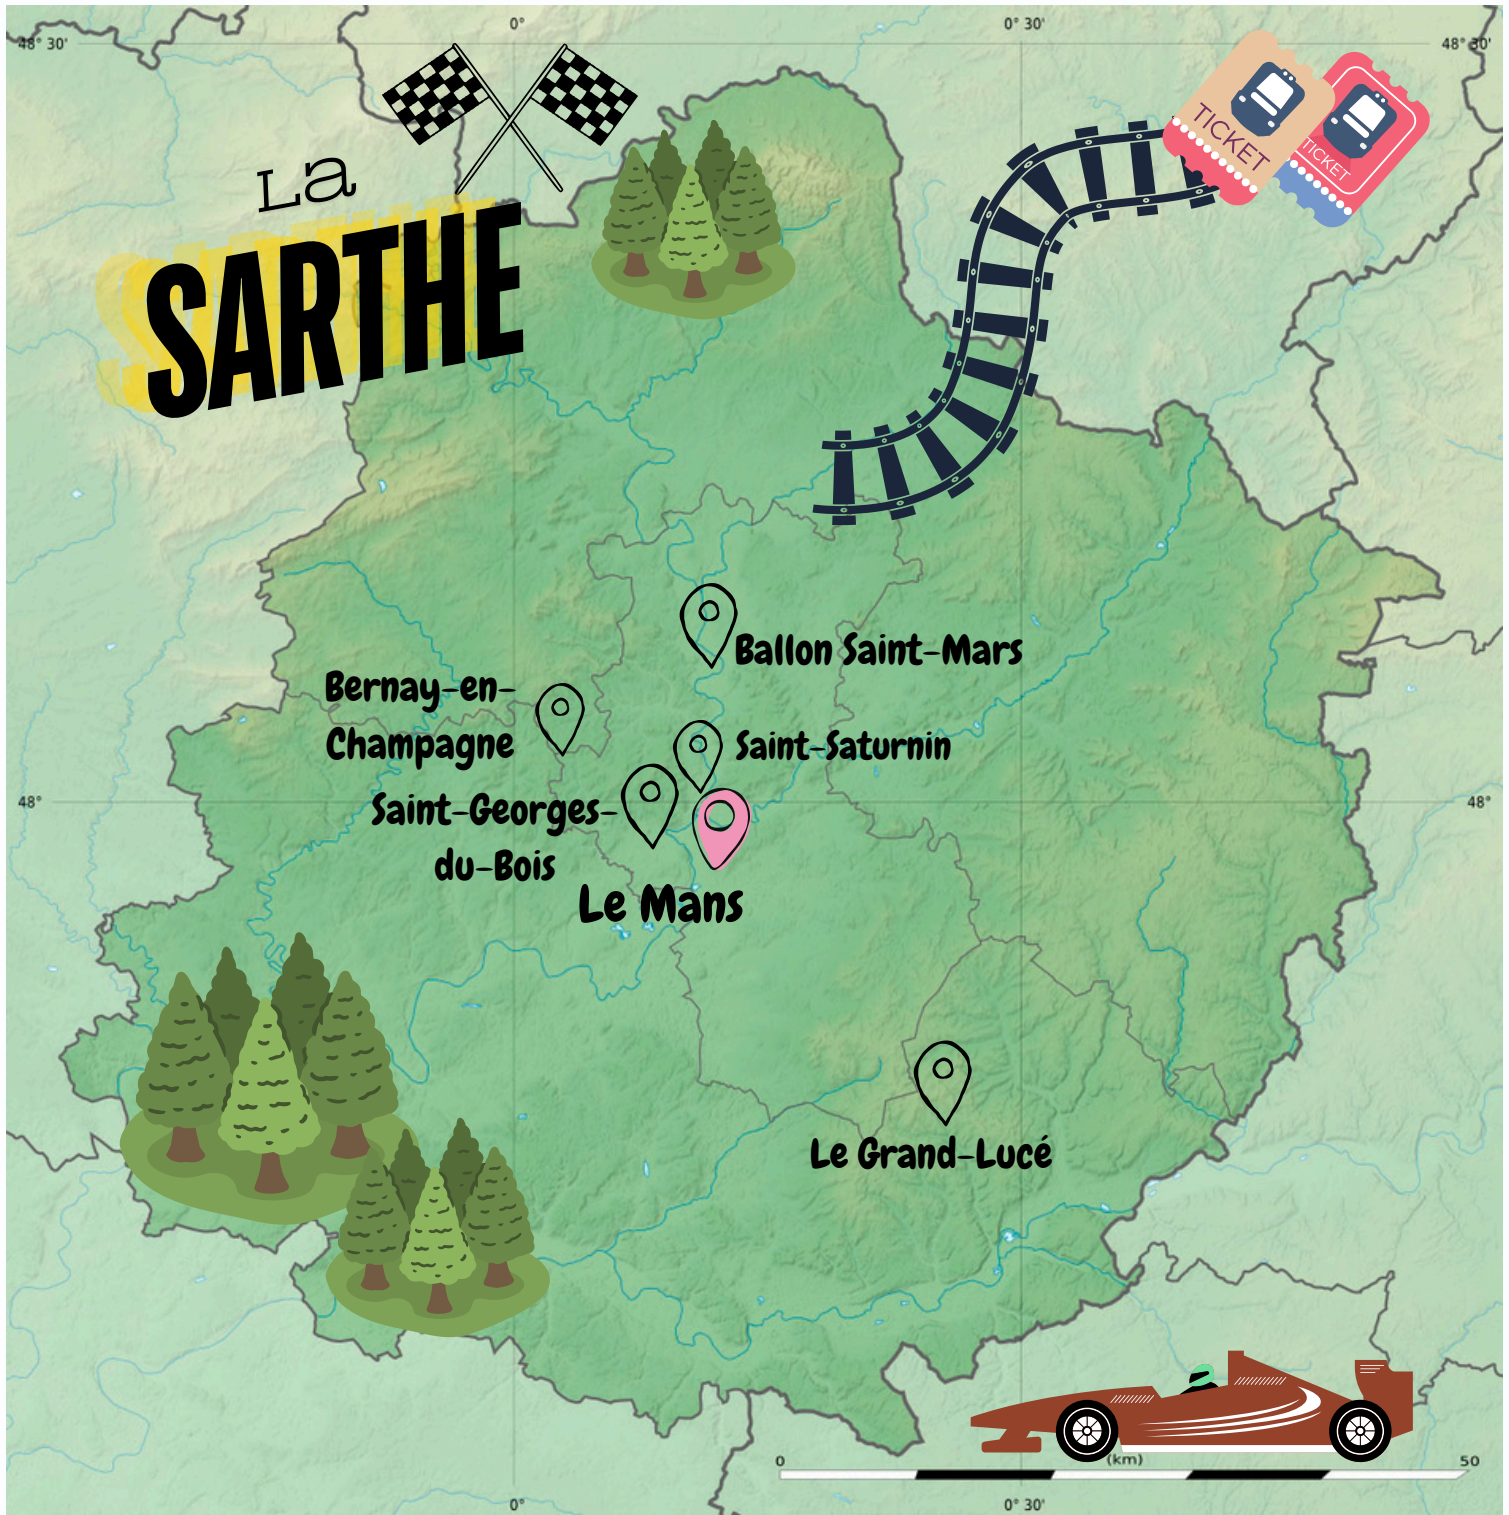 0°
0° 30'
48° 30'
48° 30'
TICKET
TICKET
La
SARTHE
Ballon Saint-Mars
Bernay-en-
Champagne
Saint-Saturnin
48°
48°
Saint-Georges-
du-Bois
Le Mans
Le Grand-Lucé
0
(km)
50
0°
0° 30'